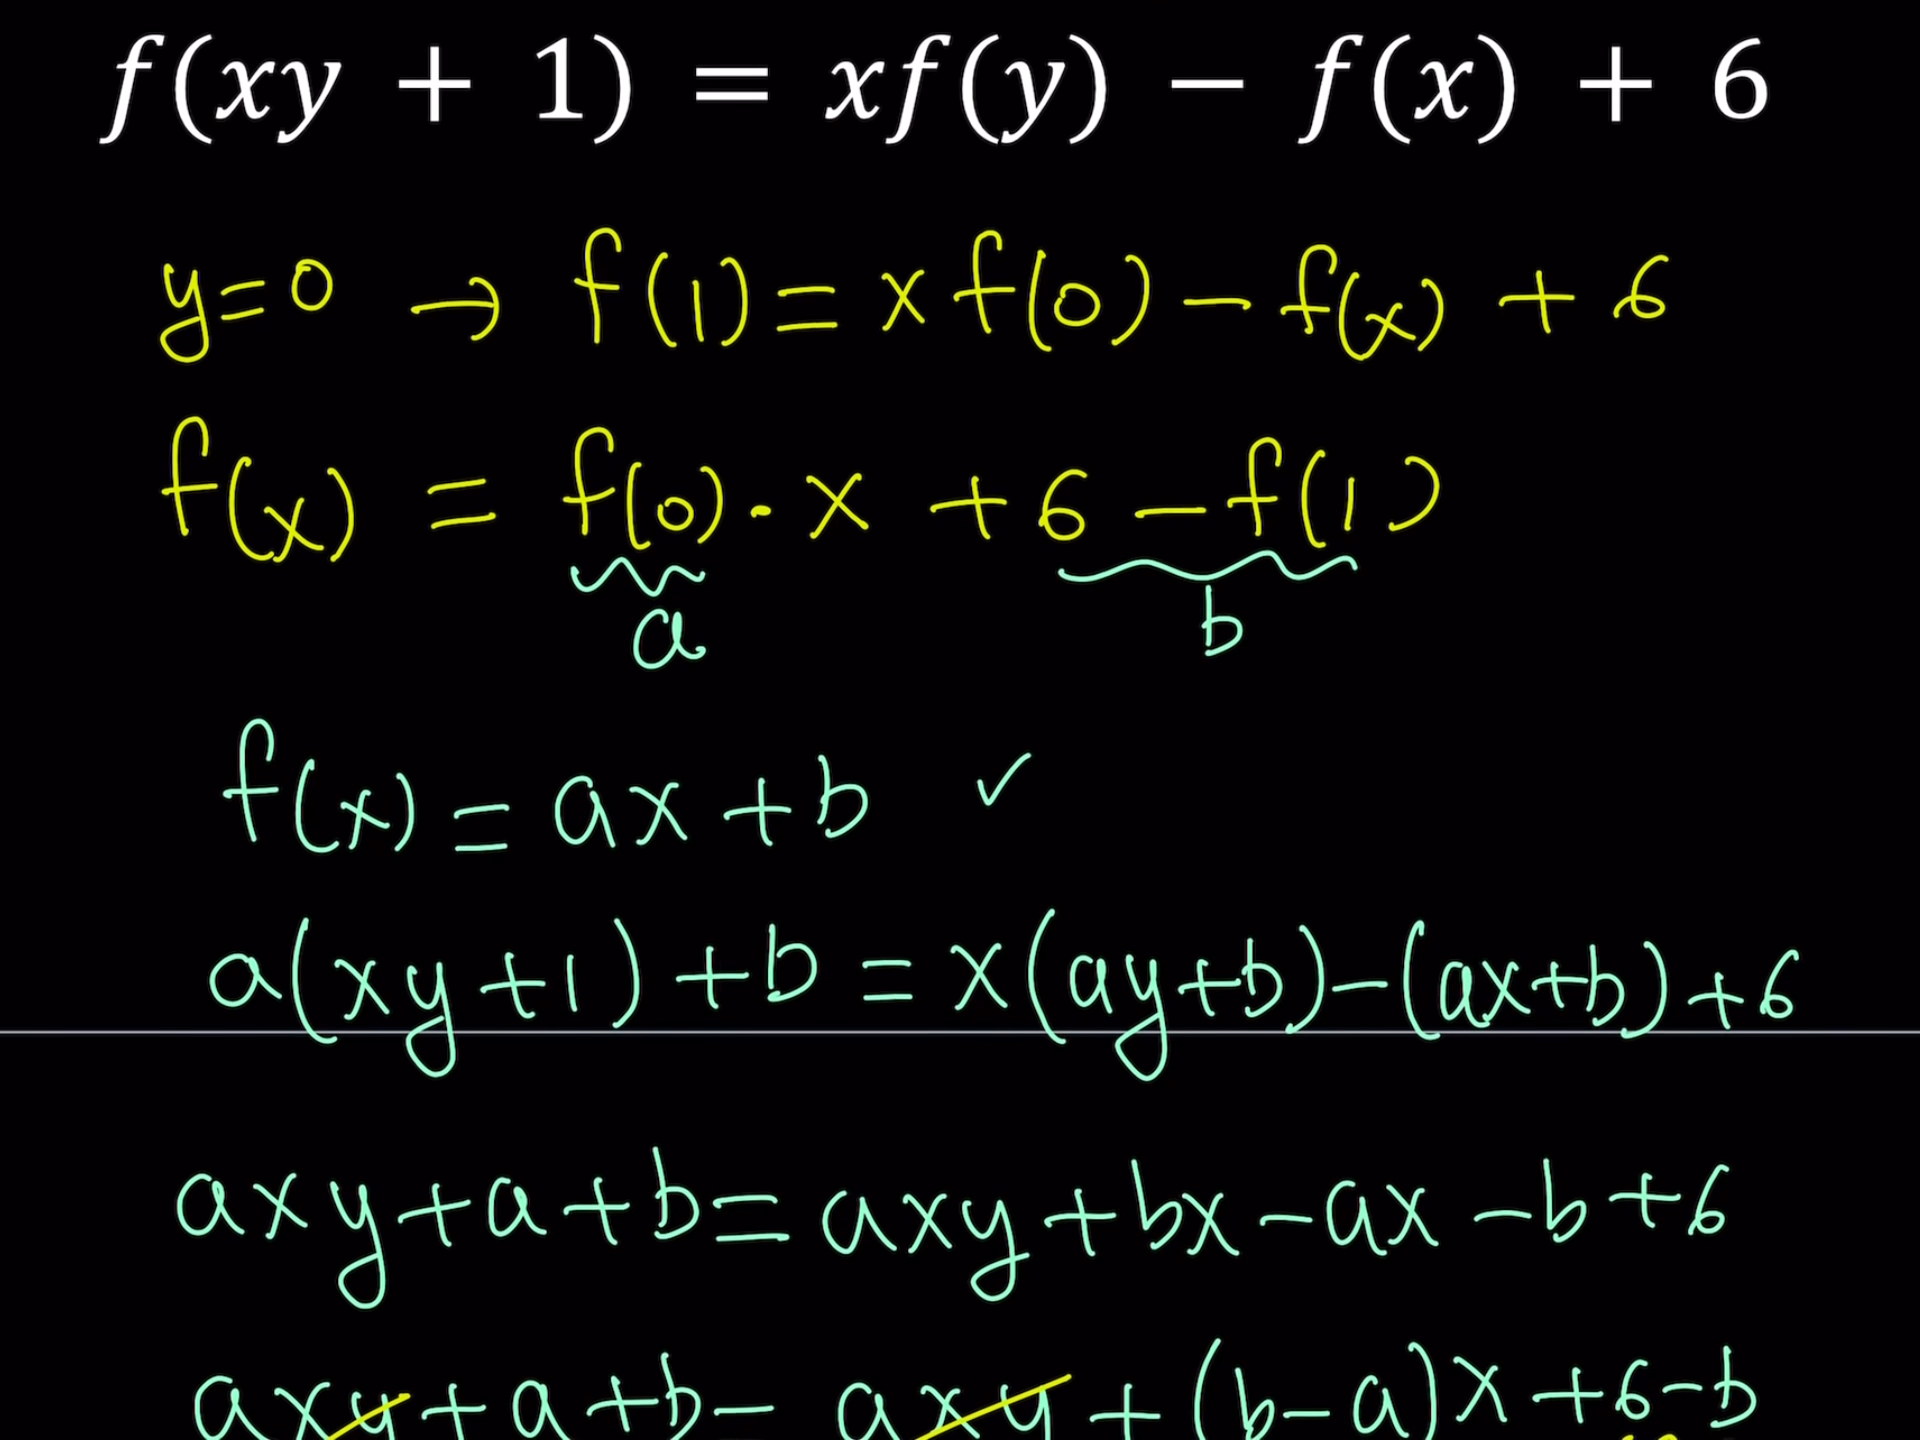 f(xy + 1) = xf(y) − f(x) + 6
y=0 → f(1) = x f(0) − f(x) + 6
f(x) = f(0) · x + 6 − f(1)
a b
f(x) = ax + b ✓
a(xy+1) + b = x(ay+b) − (ax+b) + 6
axy + a + b = axy + bx − ax − b + 6
axy + a + b = axy + (b−a)x + 6 − b